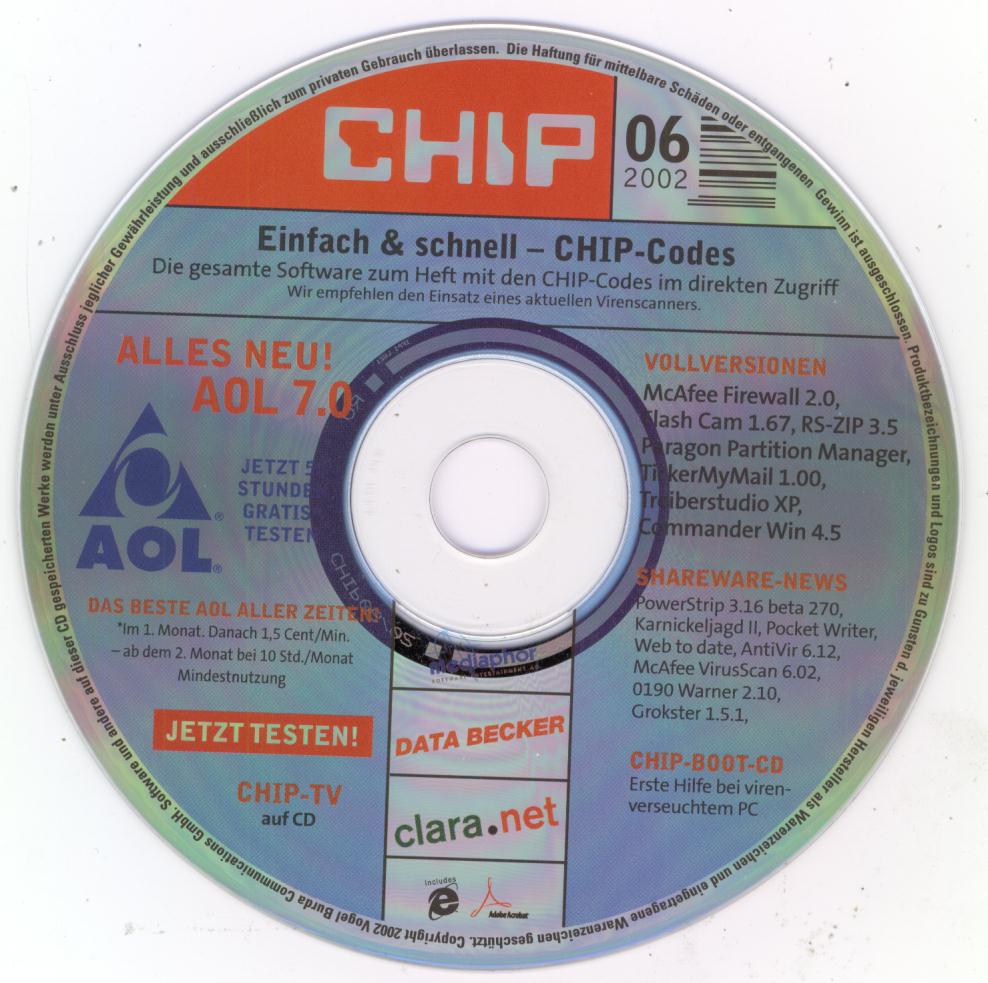 Software und andere auf dieser CD gespeicherten Werke werden unter Ausschluss jeglicher Gewährleistung und ausschließlich zum privaten Gebrauch überlassen. Die Haftung für mittelbare Schäden oder entgangenen Gewinn ist ausgeschlossen. Produktbezeichnungen und Logos sind zu Gunsten d. jeweiligen Hersteller als Warenzeichen und eingetragene Warenzeichen geschützt. Copyright 2002 Vogel Burda Communications GmbH.
CHIP
06
2002
Einfach & schnell – CHIP-Codes
Die gesamte Software zum Heft mit den CHIP-Codes im direkten Zugriff
Wir empfehlen den Einsatz eines aktuellen Virenscanners.
ALLES NEU!
AOL 7.0
JETZT 5
STUNDE
GRATIS
TESTEN
AOL®
DAS BESTE AOL ALLER ZEITEN!
*Im 1. Monat. Danach 1,5 Cent/Min.
– ab dem 2. Monat bei 10 Std./Monat
Mindestnutzung
JETZT TESTEN!
CHIP-TV
auf CD
VOLLVERSIONEN
McAfee Firewall 2.0,
Flash Cam 1.67, RS-ZIP 3.5
Paragon Partition Manager,
TickerMyMail 1.00,
Treiberstudio XP,
Commander Win 4.5
SHAREWARE-NEWS
PowerStrip 3.16 beta 270,
Karnickeljagd II, Pocket Writer,
Web to date, AntiVir 6.12,
McAfee VirusScan 6.02,
0190 Warner 2.10,
Grokster 1.5.1,
CHIP-BOOT-CD
Erste Hilfe bei viren-
verseuchtem PC
mediaphor
SOFTWARE ENTERTAINMENT AG
DATA BECKER
clara.net
includes
Adobe Acrobat